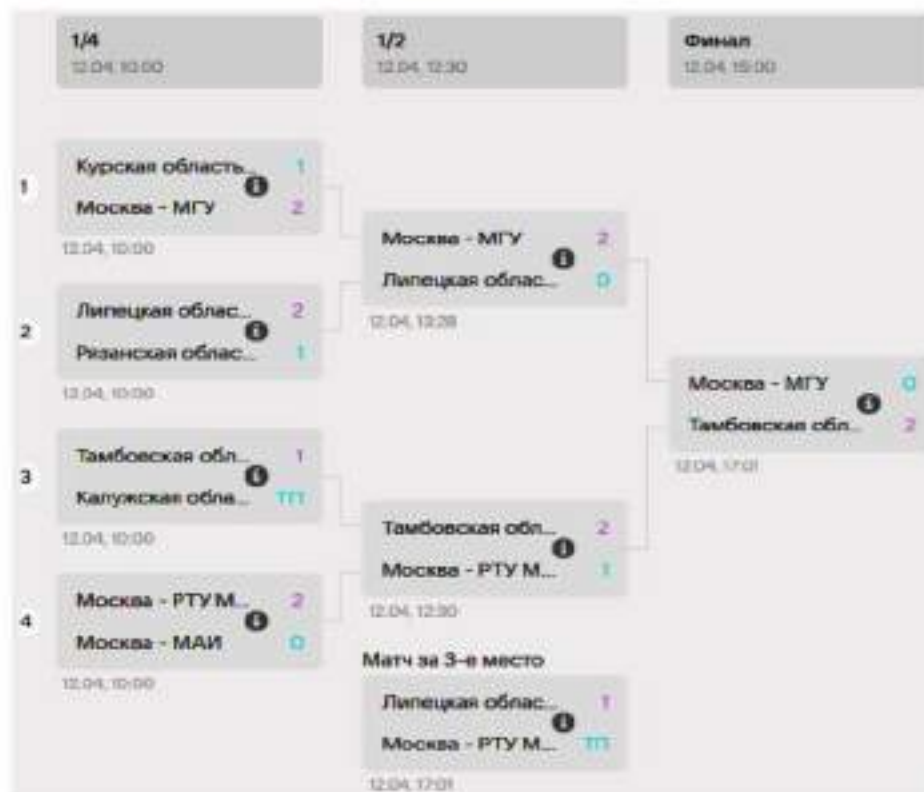 1/4
12.04, 10:00
1/2
12.04, 12:30
Финал
12.04, 15:00
1
Курская область... 1
Москва - МГУ 2
12.04, 10:00
2
Липецкая облас... 2
Рязанская облас... 1
12.04, 10:00
3
Тамбовская обл... 1
Калужская обла... ТП
12.04, 10:00
4
Москва - РТУ М... 2
Москва - МАИ 0
12.04, 10:00
Москва - МГУ 2
Липецкая облас... 0
12.04, 13:28
Тамбовская обл... 2
Москва - РТУ М... 1
12.04, 12:30
Матч за 3-е место
Липецкая облас... 1
Москва - РТУ М... ТП
12.04, 17:01
Москва - МГУ 0
Тамбовская обл... 2
12.04, 17:01